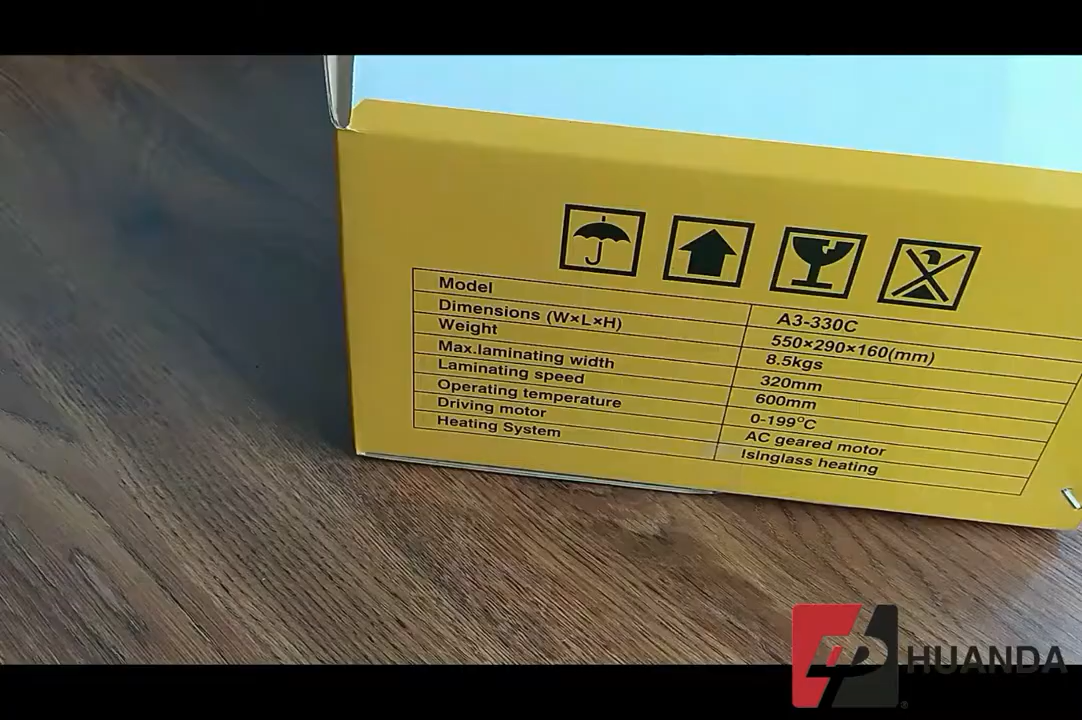 Model A3-330C
Dimensions (W×L×H) 550×290×160(mm)
Weight 8.5kgs
Max.laminating width 320mm
Laminating speed 600mm
Operating temperature 0-199°C
Driving motor AC geared motor
Heating System Islnglass heating
HUANDA